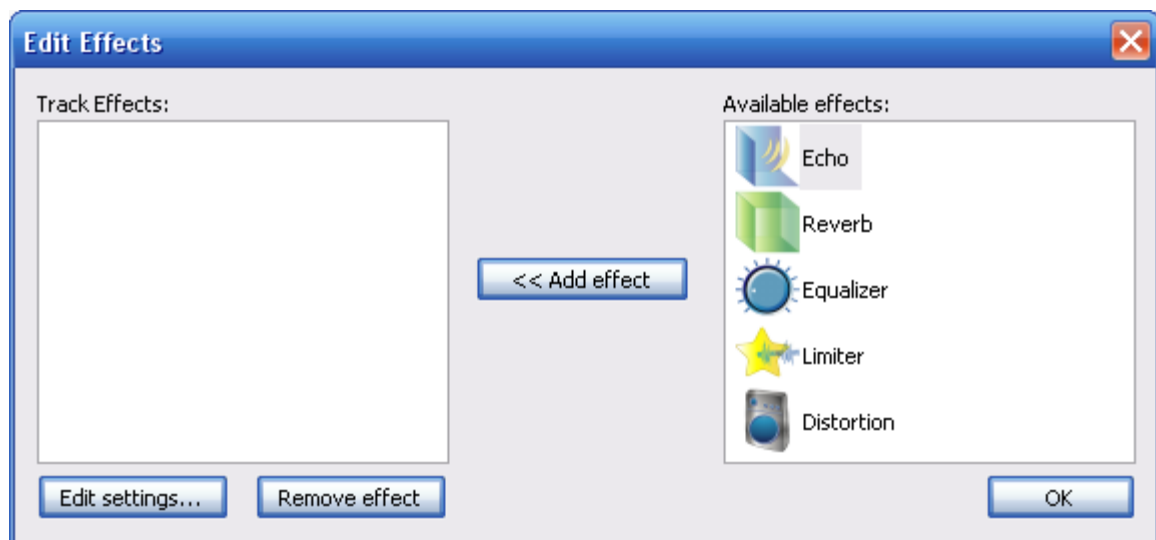 Edit Effects
Track Effects:
Available effects:
Echo
Reverb
<< Add effect
Equalizer
Limiter
Distortion
Edit settings...
Remove effect
OK